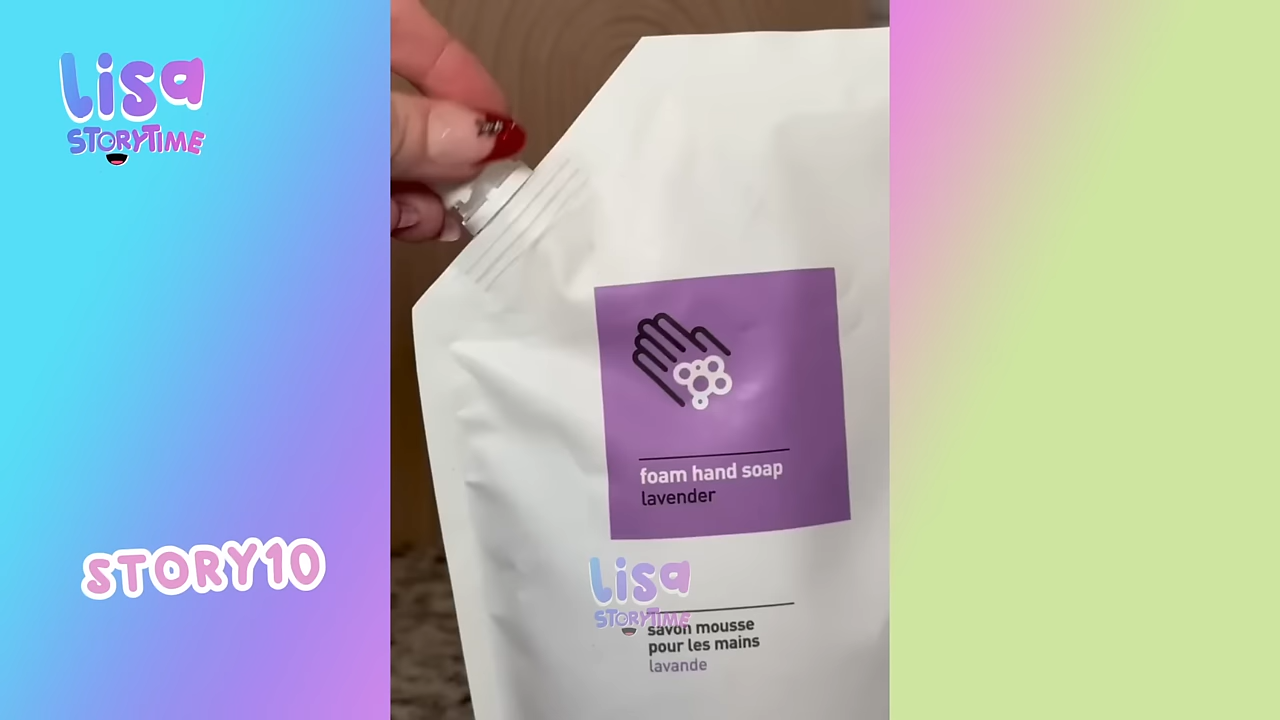 Lisa
STORYTIME
STORY10
foam hand soap
lavender
Lisa
STORYTIME
savon mousse
pour les mains
lavande